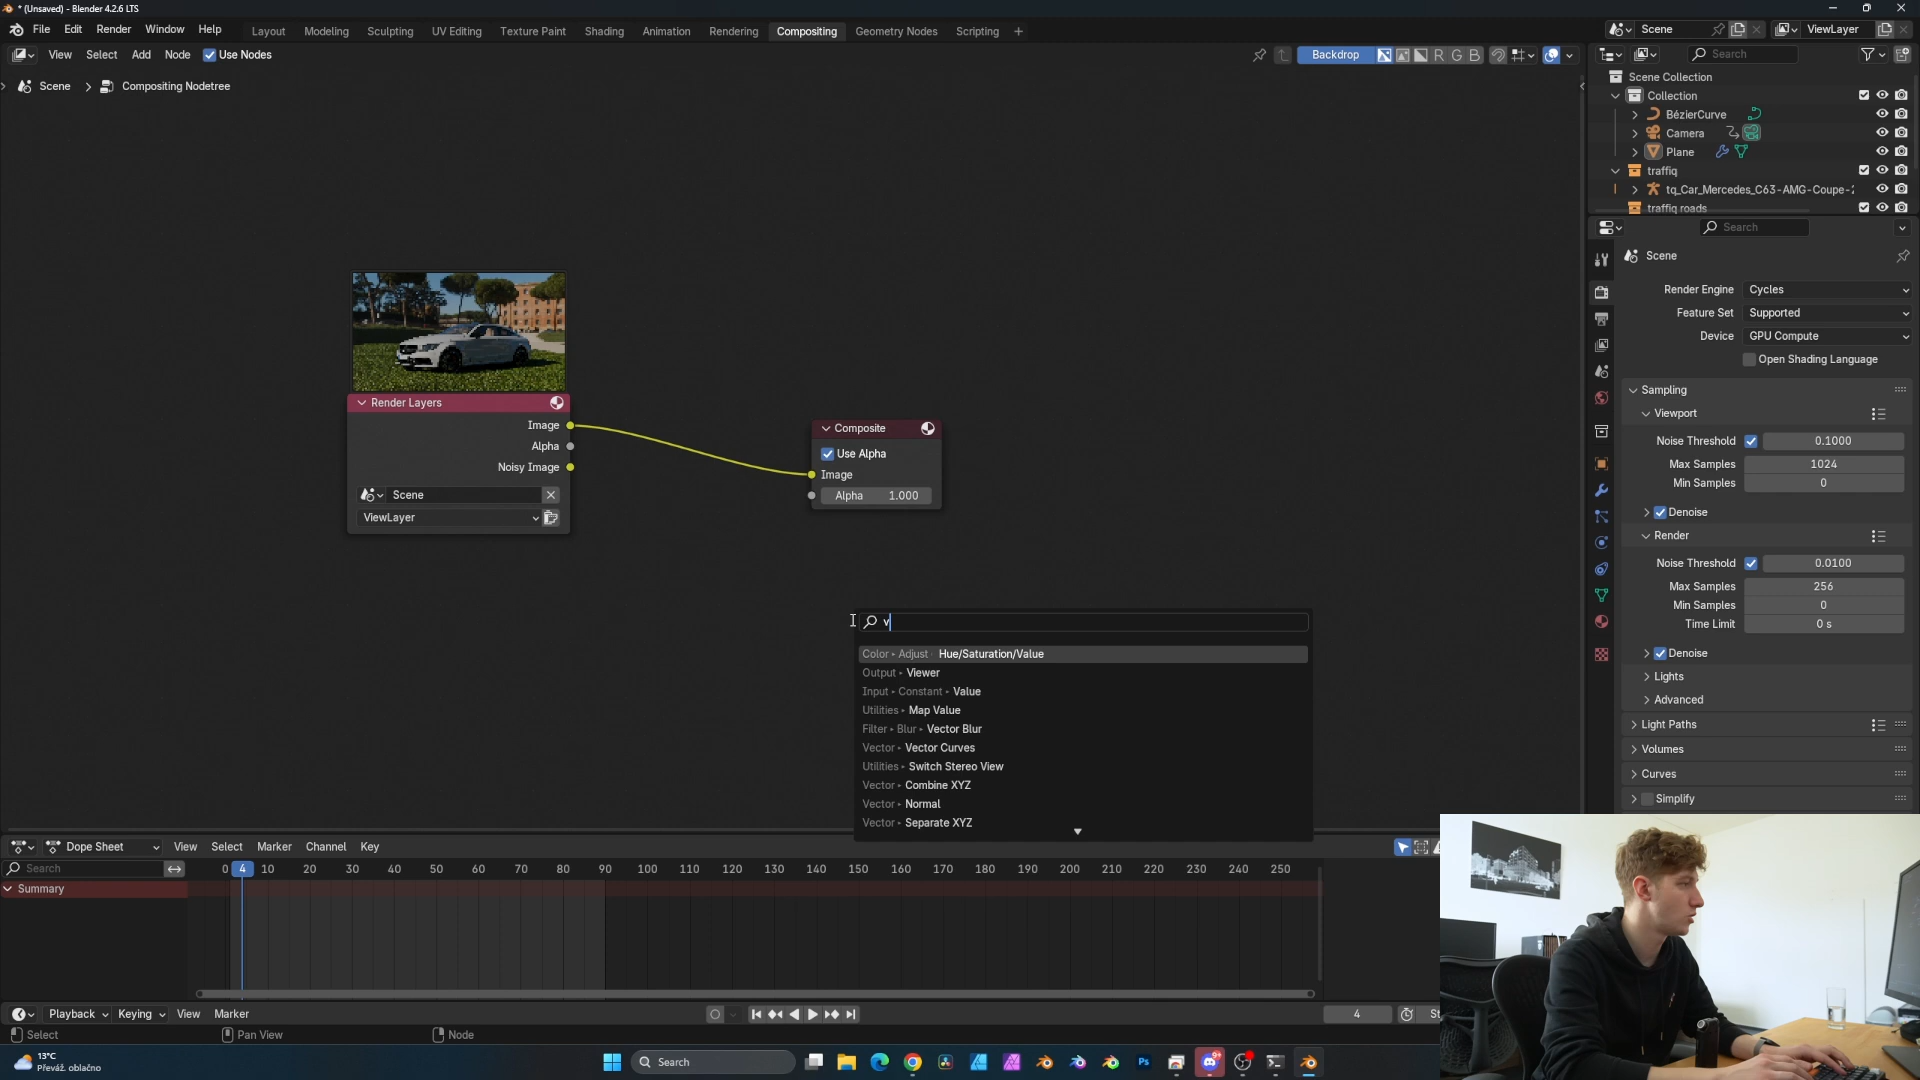 * (Unsaved) - Blender 4.2.6 LTS
File Edit Render Window Help Layout Modeling Sculpting UV Editing Texture Paint Shading Animation Rendering Compositing Geometry Nodes Scripting + Scene ViewLayer
View Select Add Node Use Nodes Backdrop R G B Search
Scene > Compositing Nodetree
Scene Collection
Collection
BézierCurve
Camera
Plane
traffiq
tq_Car_Mercedes_C63-AMG-Coupe-2
traffiq roads
Search
Scene
Render Engine Cycles
Feature Set Supported
Device GPU Compute
Open Shading Language
Sampling
Viewport
Noise Threshold 0.1000
Max Samples 1024
Min Samples 0
Denoise
Render
Noise Threshold 0.0100
Max Samples 256
Min Samples 0
Time Limit 0 s
Denoise
Lights
Advanced
Light Paths
Volumes
Curves
Simplify
Render Layers
Image
Alpha
Noisy Image
Scene
ViewLayer
Composite
Use Alpha
Image
Alpha 1.000
v
Color ▸ Adjust ▸ Hue/Saturation/Value
Output ▸ Viewer
Input ▸ Constant ▸ Value
Utilities ▸ Map Value
Filter ▸ Blur ▸ Vector Blur
Vector ▸ Vector Curves
Utilities ▸ Switch Stereo View
Vector ▸ Combine XYZ
Vector ▸ Normal
Vector ▸ Separate XYZ
Dope Sheet View Select Marker Channel Key
Search 0 4 10 20 30 40 50 60 70 80 90 100 110 120 130 140 150 160 170 180 190 200 210 220 230 240 250
Summary
Playback Keying View Marker 4 St
Select Pan View Node
13°C
Převáž. oblačno
Search
Ps